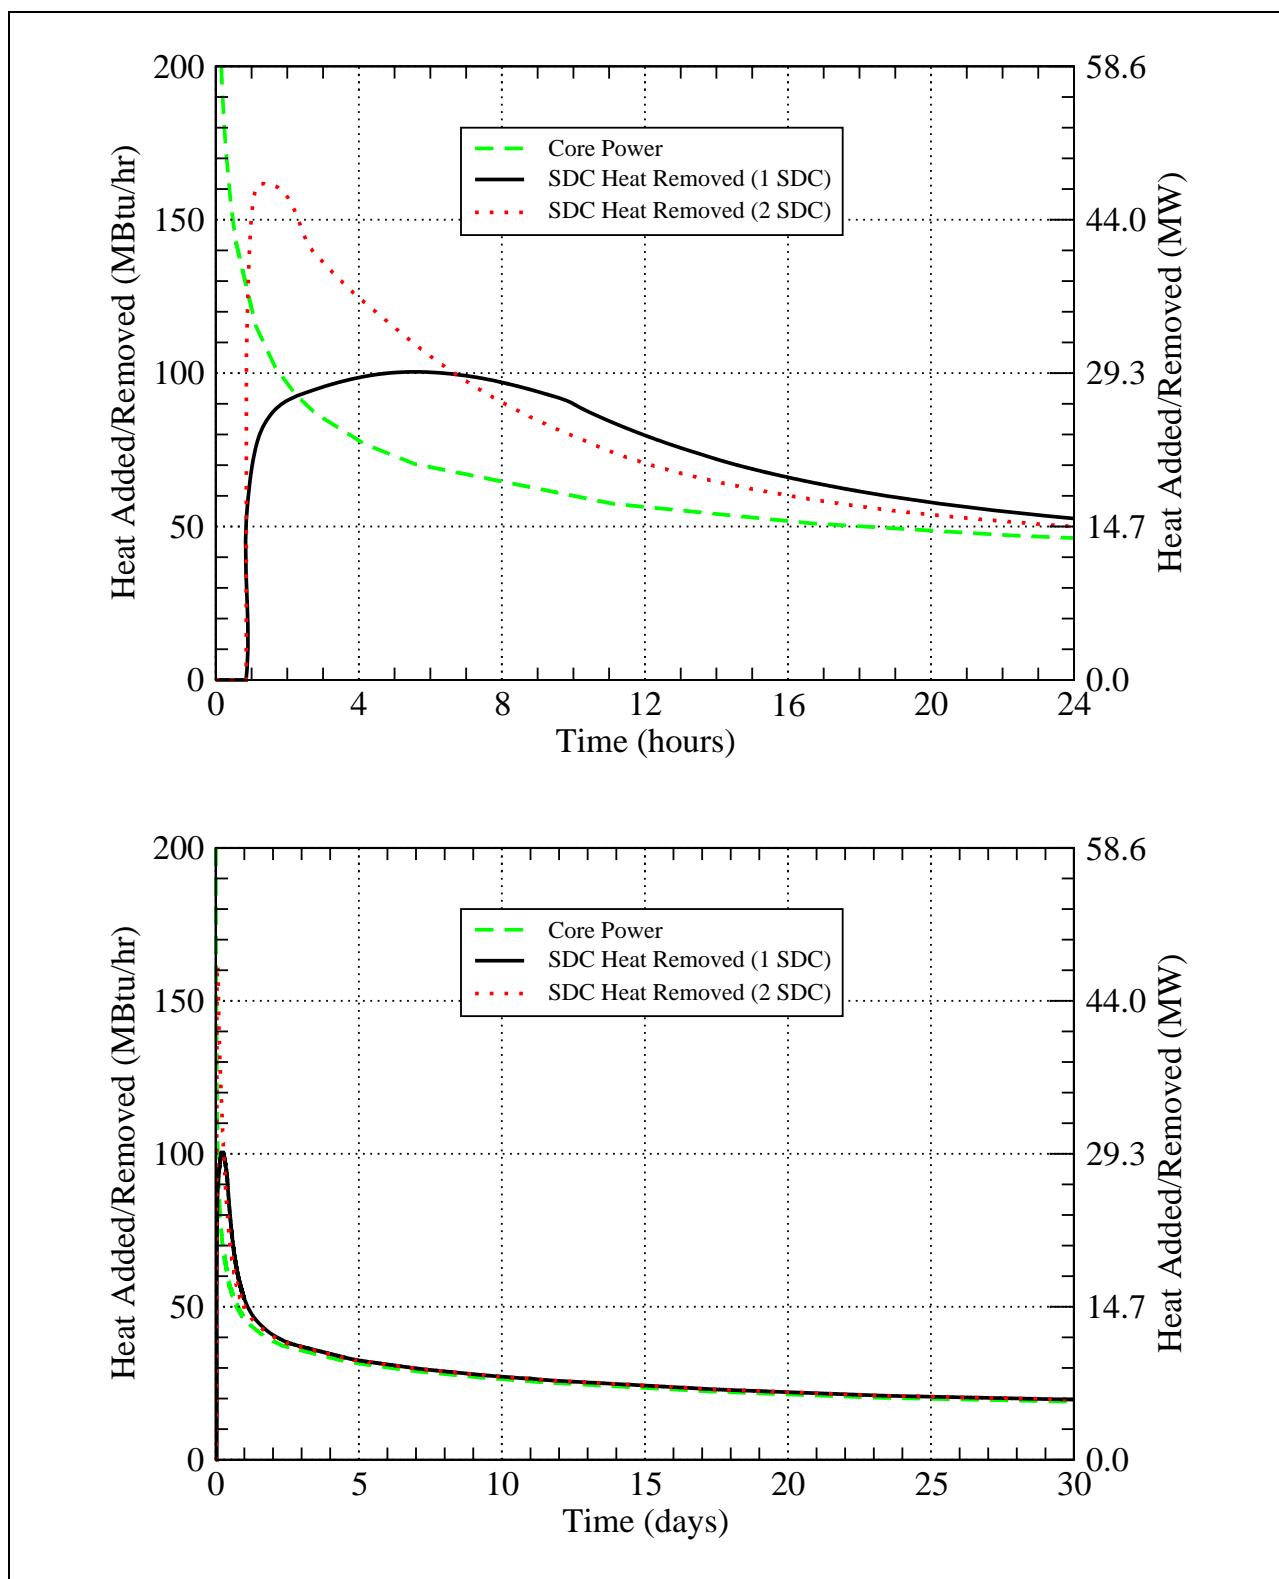 200
150
100
50
0
Heat Added/Removed (MBtu/hr)
Core Power
SDC Heat Removed (1 SDC)
SDC Heat Removed (2 SDC)
58.6
44.0
29.3
14.7
0.0
Heat Added/Removed (MW)
0 4 8 12 16 20 24
Time (hours)
200
150
100
50
0
Heat Added/Removed (MBtu/hr)
Core Power
SDC Heat Removed (1 SDC)
SDC Heat Removed (2 SDC)
58.6
44.0
29.3
14.7
0.0
Heat Added/Removed (MW)
0 5 10 15 20 25 30
Time (days)